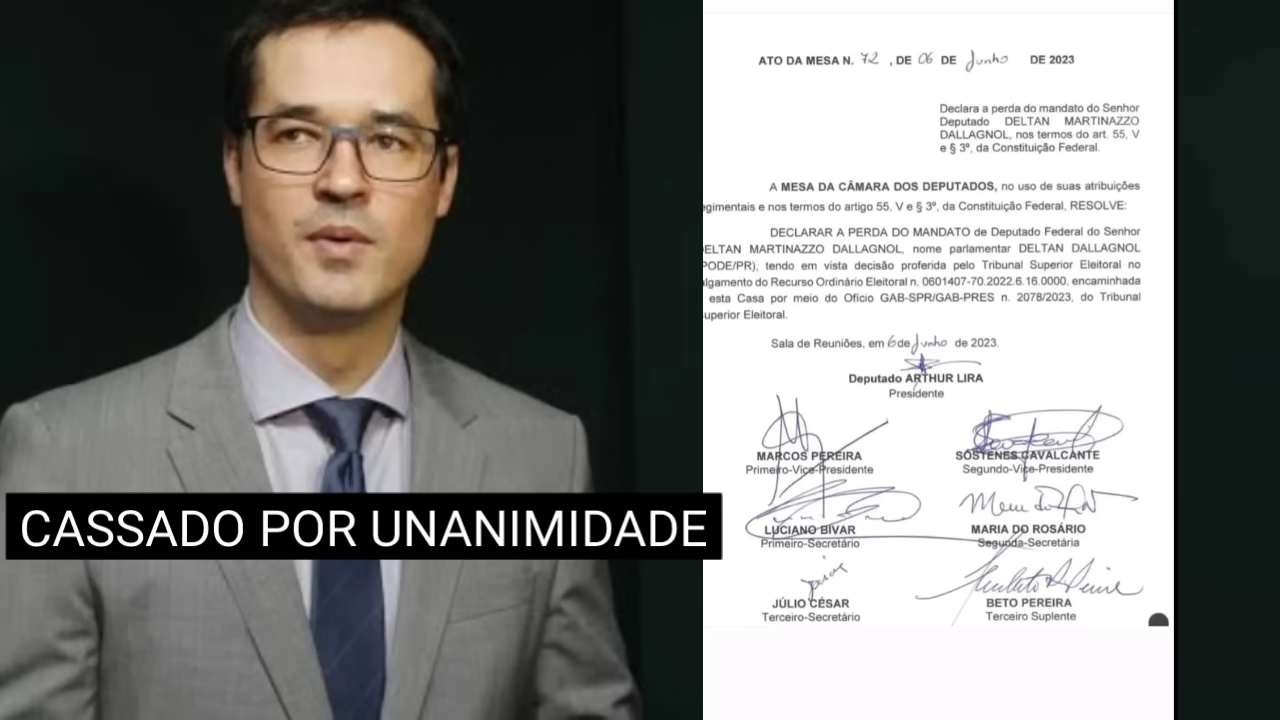 CASSADO POR UNANIMIDADE
ATO DA MESA N. 72 , DE 06 DE Junho DE 2023
Declara a perda do mandato do Senhor
Deputado DELTAN MARTINAZZO
DALLAGNOL, nos termos do art. 55, V
e § 3º, da Constituição Federal.
A MESA DA CÂMARA DOS DEPUTADOS, no uso de suas atribuições
egimentais e nos termos do artigo 55, V e § 3º, da Constituição Federal, RESOLVE:
DECLARAR A PERDA DO MANDATO de Deputado Federal do Senhor
DELTAN MARTINAZZO DALLAGNOL, nome parlamentar DELTAN DALLAGNOL
PODE/PR), tendo em vista decisão proferida pelo Tribunal Superior Eleitoral no
ulgamento do Recurso Ordinário Eleitoral n. 0601407-70.2022.6.16.0000, encaminhada
esta Casa por meio do Ofício GAB-SPR/GAB-PRES n. 2078/2023, do Tribunal
uperior Eleitoral.
Sala de Reuniões, em 6 de Junho de 2023.
Deputado ARTHUR LIRA
Presidente
MARCOS PEREIRA SÓSTENES CAVALCANTE
Primeiro-Vice-Presidente Segundo-Vice-Presidente
LUCIANO BIVAR MARIA DO ROSÁRIO
Primeiro-Secretário Segunda-Secretária
JÚLIO CÉSAR BETO PEREIRA
Terceiro-Secretário Terceiro Suplente